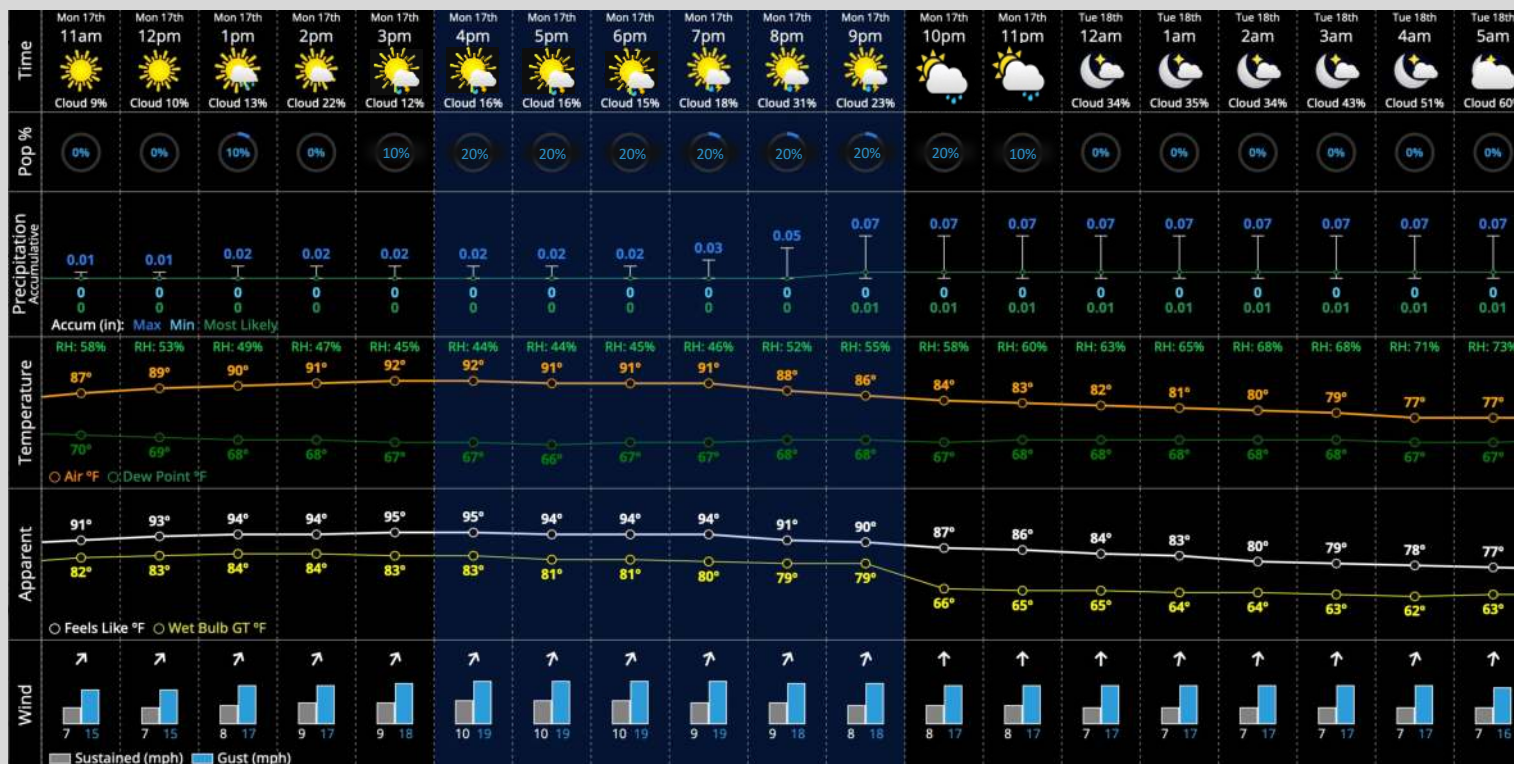 Mon 17th Mon 17th Mon 17th Mon 17th Mon 17th Mon 17th Mon 17th Mon 17th Mon 17th Mon 17th Mon 17th Mon 17th Mon 17th Tue 18th Tue 18th Tue 18th Tue 18th Tue 18th Tue 18th
11am 12pm 1pm 2pm 3pm 4pm 5pm 6pm 7pm 8pm 9pm 10pm 11pm 12am 1am 2am 3am 4am 5am
Time
Cloud 9% Cloud 10% Cloud 13% Cloud 22% Cloud 12% Cloud 16% Cloud 16% Cloud 15% Cloud 18% Cloud 31% Cloud 23% Cloud 34% Cloud 35% Cloud 34% Cloud 43% Cloud 51% Cloud 60%
Pop %
0% 0% 10% 0% 10% 20% 20% 20% 20% 20% 20% 20% 10% 0% 0% 0% 0% 0% 0%
Precipitation
Accumulative
0.01 0.01 0.02 0.02 0.02 0.02 0.02 0.02 0.03 0.05 0.07 0.07 0.07 0.07 0.07 0.07 0.07 0.07 0.07
0 0 0 0 0 0 0 0 0 0 0 0 0 0 0 0 0 0 0
0 0 0 0 0 0 0 0 0 0 0.01 0.01 0.01 0.01 0.01 0.01 0.01 0.01 0.01
Accum (in): Max Min Most Likely
Temperature
RH: 58% RH: 53% RH: 49% RH: 47% RH: 45% RH: 44% RH: 44% RH: 45% RH: 46% RH: 52% RH: 55% RH: 58% RH: 60% RH: 63% RH: 65% RH: 68% RH: 68% RH: 71% RH: 73%
87° 89° 90° 91° 92° 92° 91° 91° 91° 88° 86° 84° 83° 82° 81° 80° 79° 77° 77°
70° 69° 68° 68° 67° 67° 66° 67° 67° 68° 68° 67° 68° 68° 68° 68° 68° 67° 67°
Air °F Dew Point °F
Apparent
91° 93° 94° 94° 95° 95° 94° 94° 94° 91° 90° 87° 86° 84° 83° 80° 79° 78° 77°
82° 83° 84° 84° 83° 83° 81° 81° 80° 79° 79° 66° 65° 65° 64° 64° 63° 62° 63°
Feels Like °F Wet Bulb GT °F
Wind
7 15 7 15 8 17 9 17 9 18 10 19 10 19 10 19 9 19 9 18 8 18 8 17 8 17 7 17 7 17 7 17 7 17 7 17 7 16
Sustained (mph) Gust (mph)